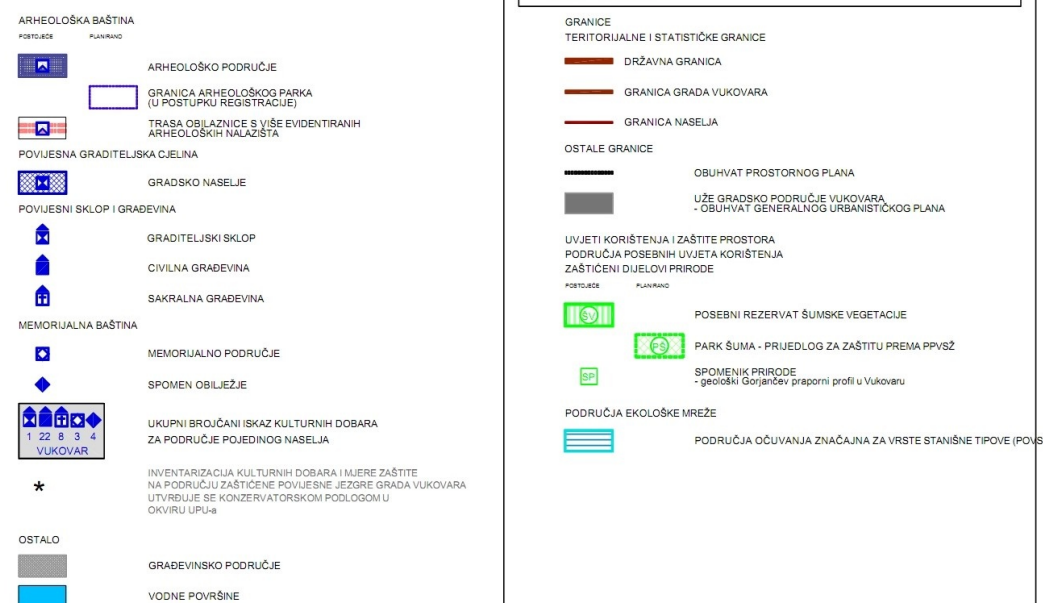 ARHEOLOŠKA BAŠTINA
POSTOJEĆE PLANIRANO
ARHEOLOŠKO PODRUČJE
GRANICA ARHEOLOŠKOG PARKA
(U POSTUPKU REGISTRACIJE)
TRASA OBILAZNICE S VIŠE EVIDENTIRANIH
ARHEOLOŠKIH NALAZIŠTA
POVIJESNA GRADITELJSKA CJELINA
GRADSKO NASELJE
POVIJESNI SKLOP I GRAĐEVINA
GRADITELJSKI SKLOP
CIVILNA GRAĐEVINA
SAKRALNA GRAĐEVINA
MEMORIJALNA BAŠTINA
MEMORIJALNO PODRUČJE
SPOMEN OBILJEŽJE
1 22 8 3 4
VUKOVAR
UKUPNI BROJČANI ISKAZ KULTURNIH DOBARA
ZA PODRUČJE POJEDINOG NASELJA
*
INVENTARIZACIJA KULTURNIH DOBARA I MJERE ZAŠTITE
NA PODRUČJU ZAŠTIĆENE POVIJESNE JEZGRE GRADA VUKOVARA
UTVRĐUJE SE KONZERVATORSKOM PODLOGOM U
OKVIRU UPU-a
OSTALO
GRAĐEVINSKO PODRUČJE
VODNE POVRŠINE
GRANICE
TERITORIJALNE I STATISTIČKE GRANICE
DRŽAVNA GRANICA
GRANICA GRADA VUKOVARA
GRANICA NASELJA
OSTALE GRANICE
OBUHVAT PROSTORNOG PLANA
UŽE GRADSKO PODRUČJE VUKOVARA
- OBUHVAT GENERALNOG URBANISTIČKOG PLANA
UVJETI KORIŠTENJA I ZAŠTITE PROSTORA
PODRUČJA POSEBNIH UVJETA KORIŠTENJA
ZAŠTIĆENI DIJELOVI PRIRODE
POSTOJEĆE PLANIRANO
ŠV
POSEBNI REZERVAT ŠUMSKE VEGETACIJE
PŠ
PARK ŠUMA - PRIJEDLOG ZA ZAŠTITU PREMA PPVSŽ
SP
SPOMENIK PRIRODE
- geološki Gorjančev praporni profil u Vukovaru
PODRUČJA EKOLOŠKE MREŽE
PODRUČJA OČUVANJA ZNAČAJNA ZA VRSTE STANIŠNE TIPOVE (POVS